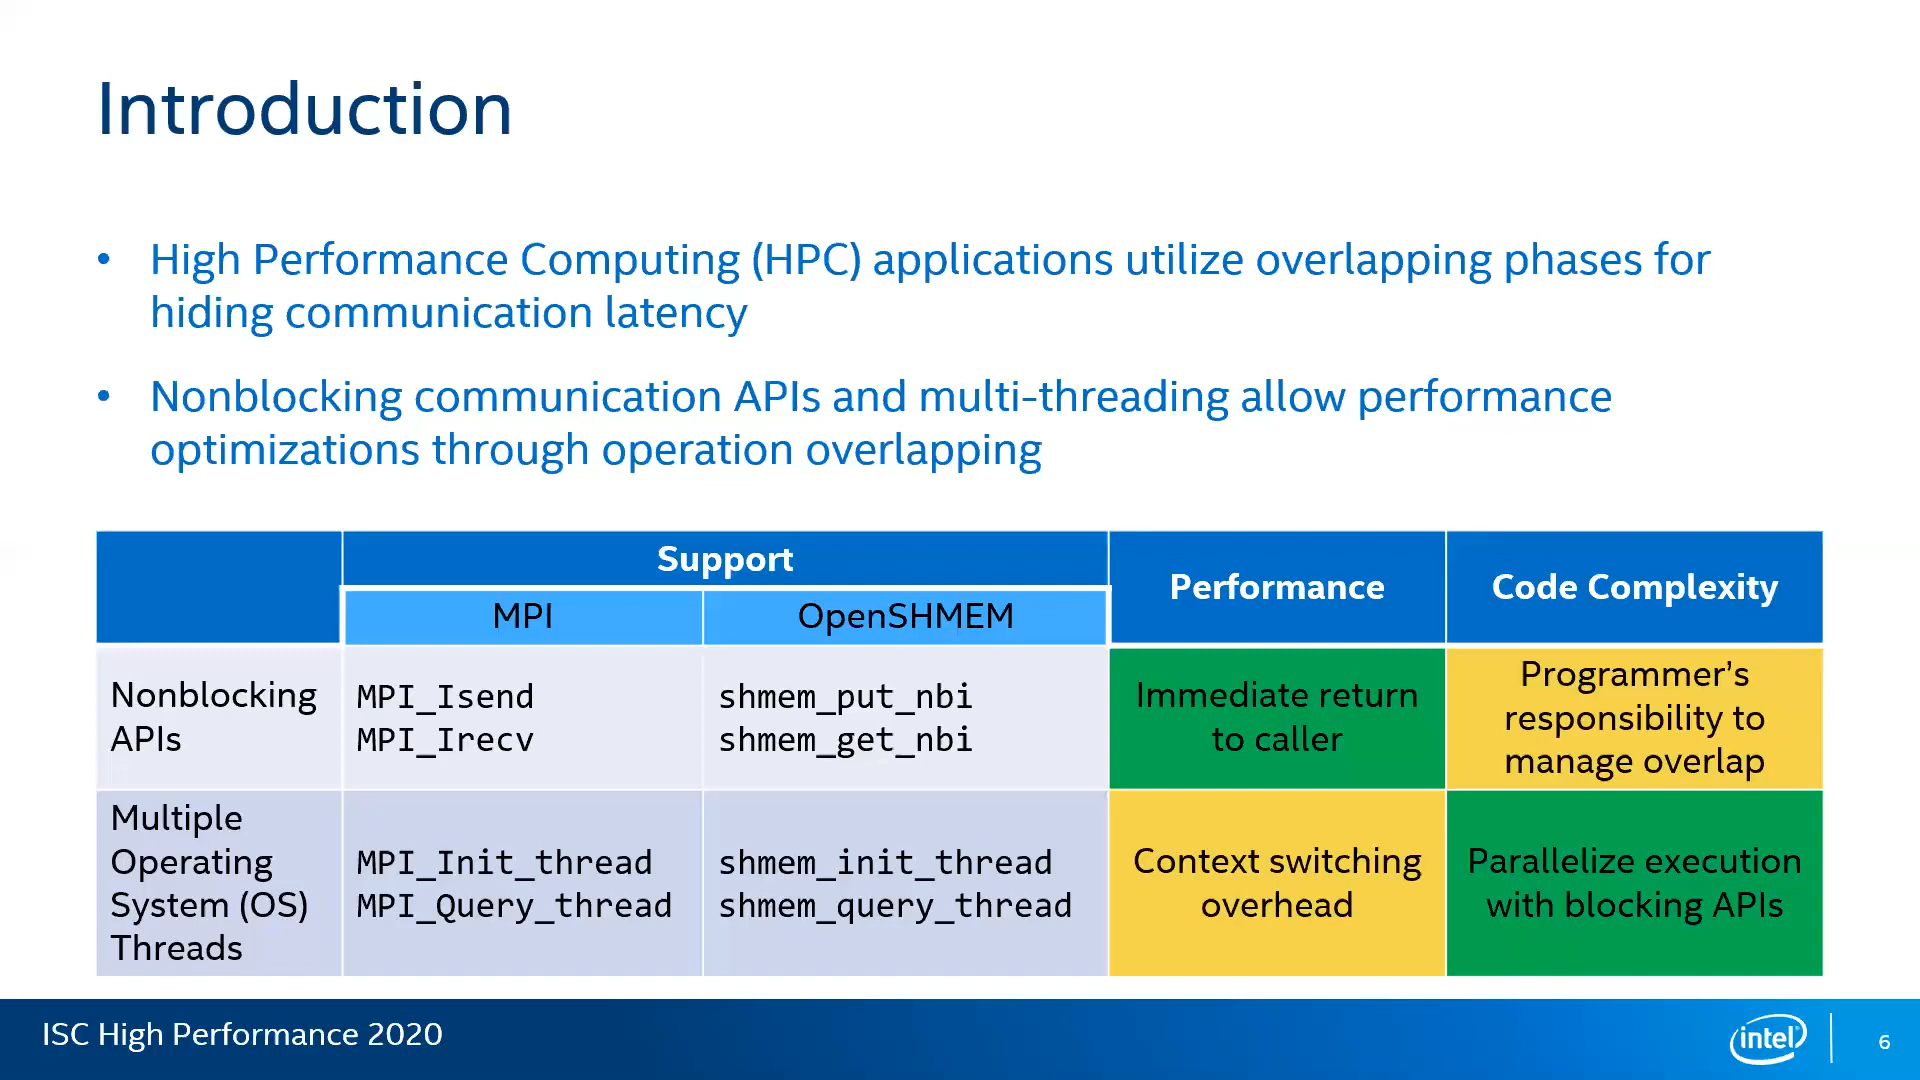 Introduction
• High Performance Computing (HPC) applications utilize overlapping phases for
hiding communication latency
• Nonblocking communication APIs and multi-threading allow performance
optimizations through operation overlapping
Support
Performance
Code Complexity
MPI
OpenSHMEM
Nonblocking
APIs
MPI_Isend
MPI_Irecv
shmem_put_nbi
shmem_get_nbi
Immediate return
to caller
Programmer’s
responsibility to
manage overlap
Multiple
Operating
System (OS)
Threads
MPI_Init_thread
MPI_Query_thread
shmem_init_thread
shmem_query_thread
Context switching
overhead
Parallelize execution
with blocking APIs
ISC High Performance 2020
intel
6